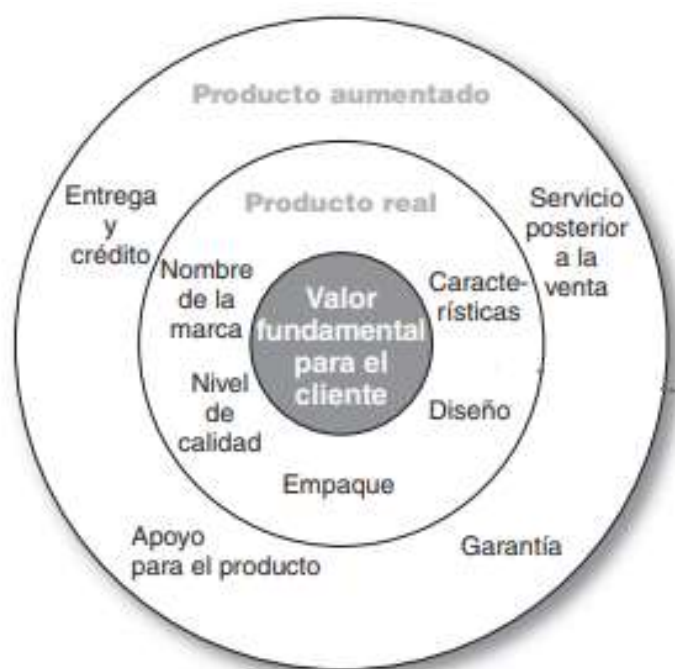 Producto aumentado
Producto real
Entrega
y
crédito
Servicio
posterior
a la
venta
Nombre
de la
marca
Caracte-
rísticas
Valor
fundamental
para el
cliente
Nivel
de
calidad
Diseño
Empaque
Apoyo
para el producto
Garantía